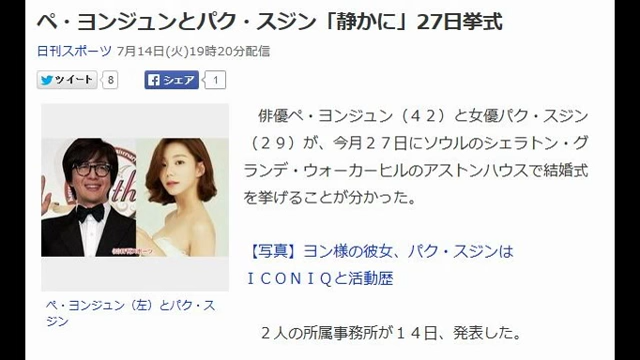 ペ・ヨンジュンとパク・スジン「静かに」27日挙式
日刊スポーツ 7月14日(火)19時20分配信
ツイート 8 シェア 1
俳優ペ・ヨンジュン（４２）と女優パク・スジン
（２９）が、今月２７日にソウルのシェラトン・グ
ランデ・ウォーカーヒルのアストンハウスで結婚式
を挙げることが分かった。
【写真】ヨン様の彼女、パク・スジンは
ＩＣＯＮＩＱと活動歴
ペ・ヨンジュン（左）とパク・ス
ジン
２人の所属事務所が１４日、発表した。